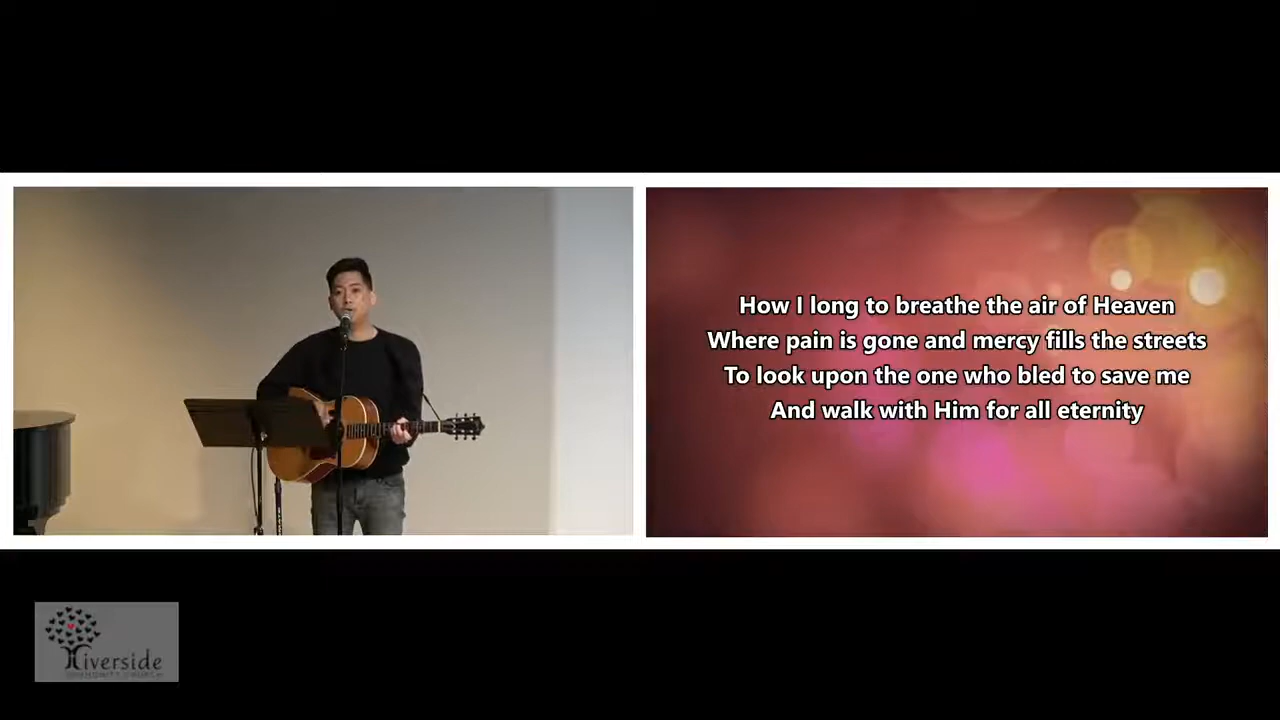 How I long to breathe the air of Heaven
Where pain is gone and mercy fills the streets
To look upon the one who bled to save me
And walk with Him for all eternity
Riverside